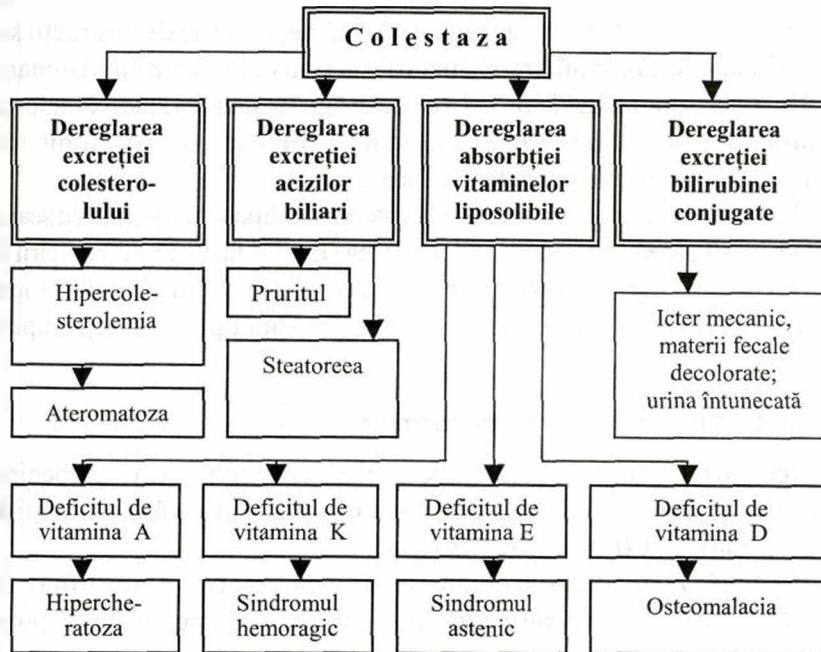 Colestaza
Dereglarea
excreției
colestero-
lului
Dereglarea
excreției
acizilor
biliari
Dereglarea
absorbției
vitaminelor
liposolibile
Dereglarea
excreției
bilirubinei
conjugate
Hipercole-
sterolemia
Pruritul
Steatoreea
Icter mecanic,
materii fecale
decolorate;
urina întunecată
Ateromatoza
Deficitul de
vitamina A
Deficitul de
vitamina K
Deficitul de
vitamina E
Deficitul de
vitamina D
Hiperche-
ratoza
Sindromul
hemoragic
Sindromul
astenic
Osteomalacia